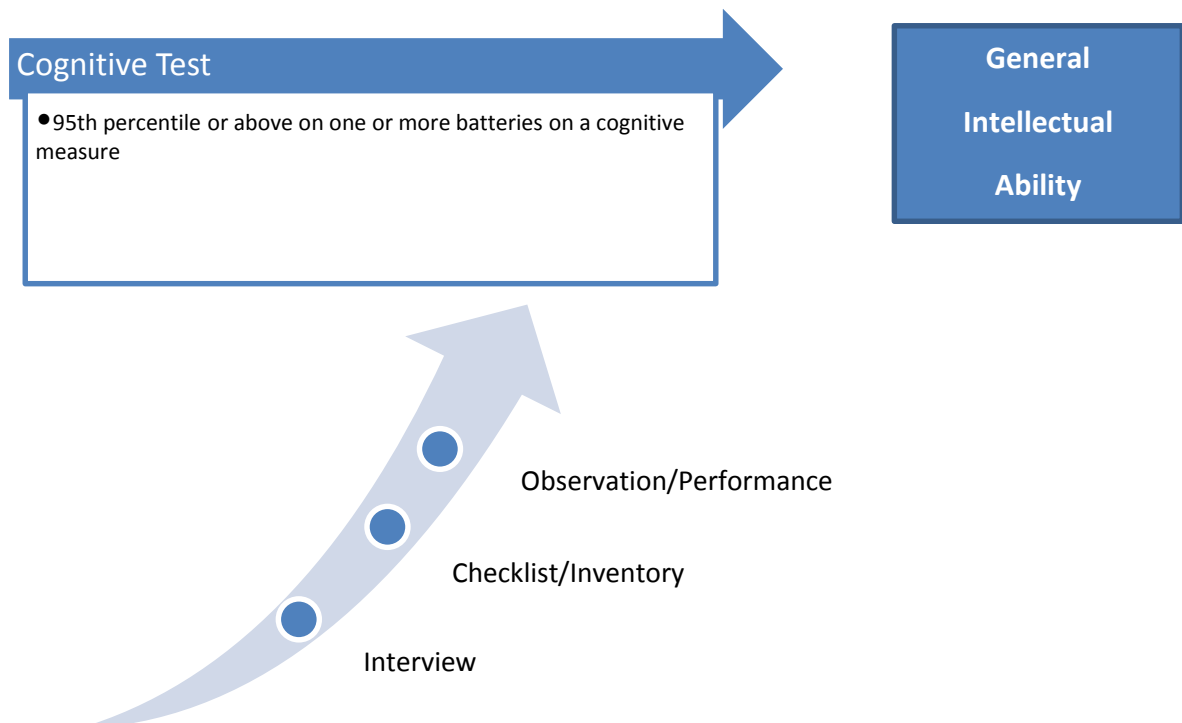 Cognitive Test
•95th percentile or above on one or more batteries on a cognitive
measure
General
Intellectual
Ability
Observation/Performance
Checklist/Inventory
Interview